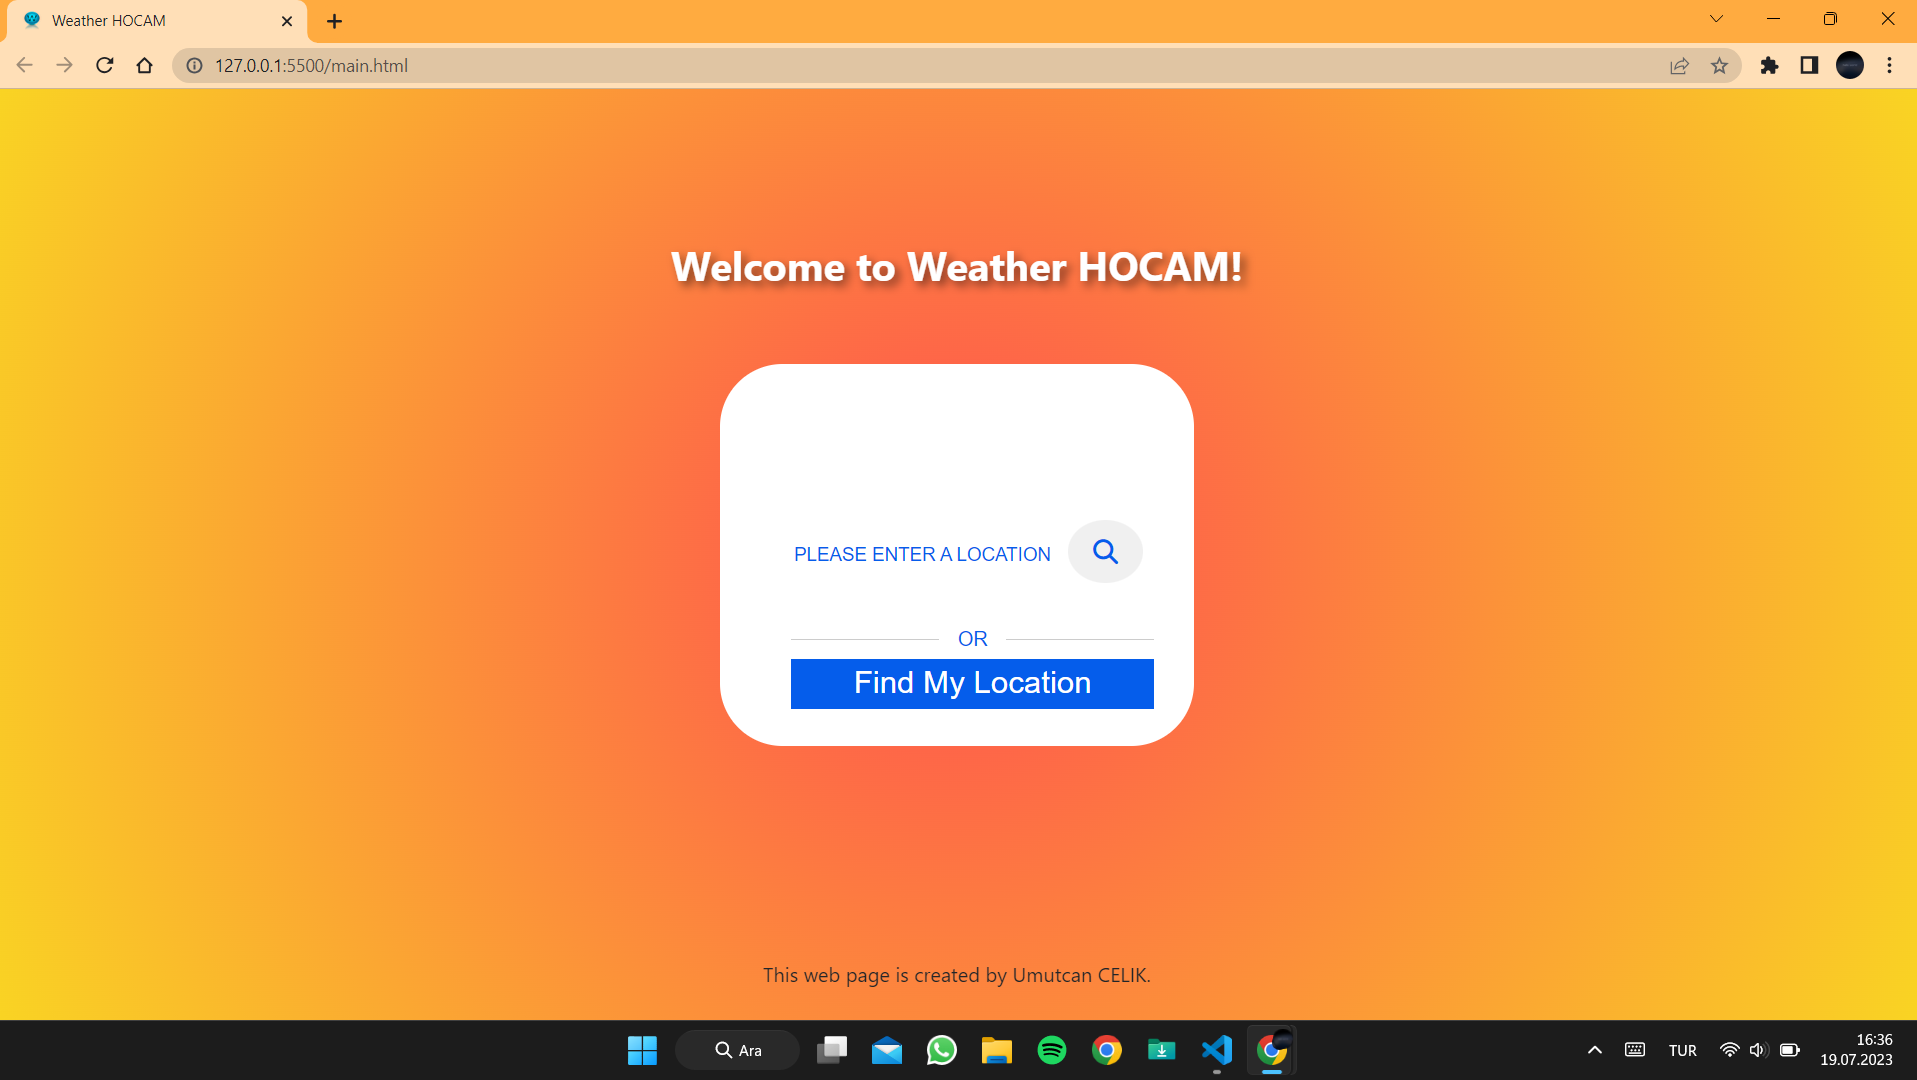 Weather HOCAM
127.0.0.1:5500/main.html
Welcome to Weather HOCAM!
PLEASE ENTER A LOCATION
OR
Find My Location
This web page is created by Umutcan CELIK.
Ara
TUR
16:36
19.07.2023